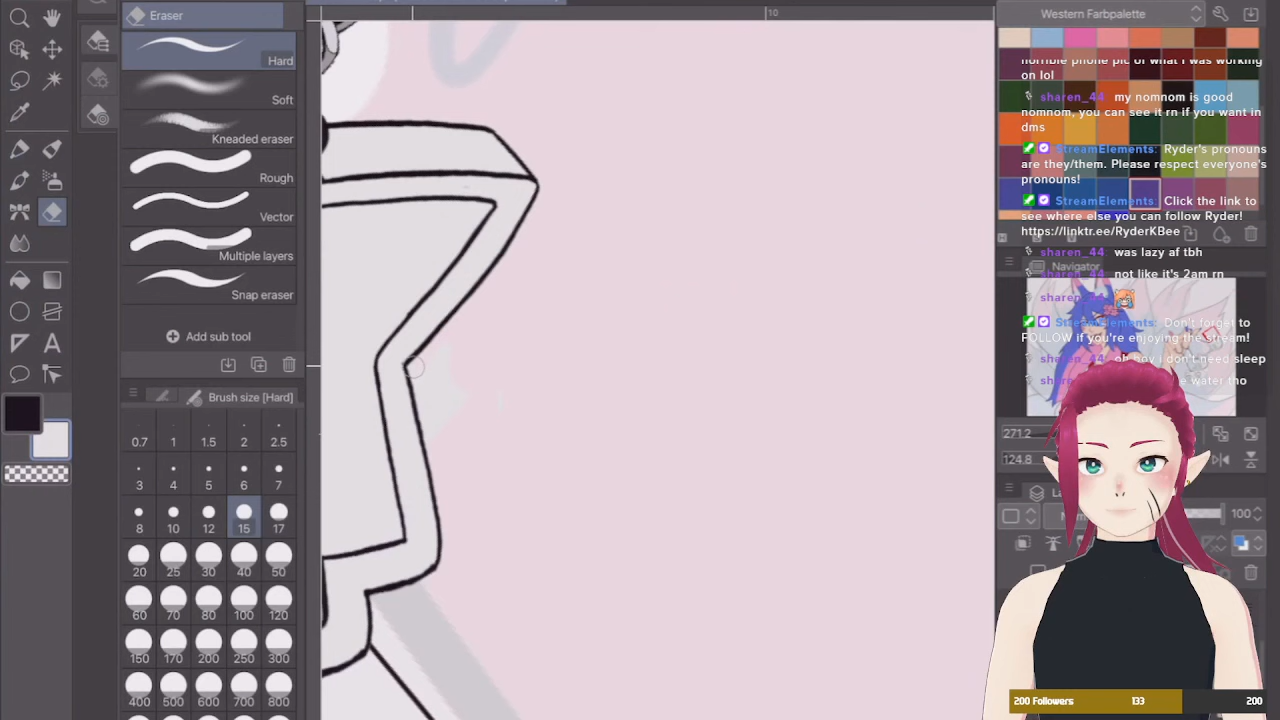 Eraser
Hard
Soft
Kneaded eraser
Rough
Vector
Multiple layers
Snap eraser
Add sub tool
Brush size [Hard]
0.7 1 1.5 2 2.5
3 4 5 6 7
8 10 12 15 17
20 25 30 40 50
60 70 80 100 120
150 170 200 250 300
400 500 600 700 800
10
Western Farbpalette
horrible phone pic of what I was working
on lol
sharen_44 my nomnom is good
nomnom, you can see it rn if you want in
dms
StreamElements: Ryder's pronouns
are they/them. Please respect everyone's
pronouns!
StreamElements: Click the link to
see where else you can follow Ryder!
https://linktr.ee/RyderKBee
sharen_44 was lazy af tbh
Navigator
sharen_44 not like it's 2am rn
sharen_44
StreamElements: Don't forget to
FOLLOW if you're enjoying the stream!
sharen_44 oh boy i don't need sleep
water tho
271.2
124.8
100
200 Followers 133 200